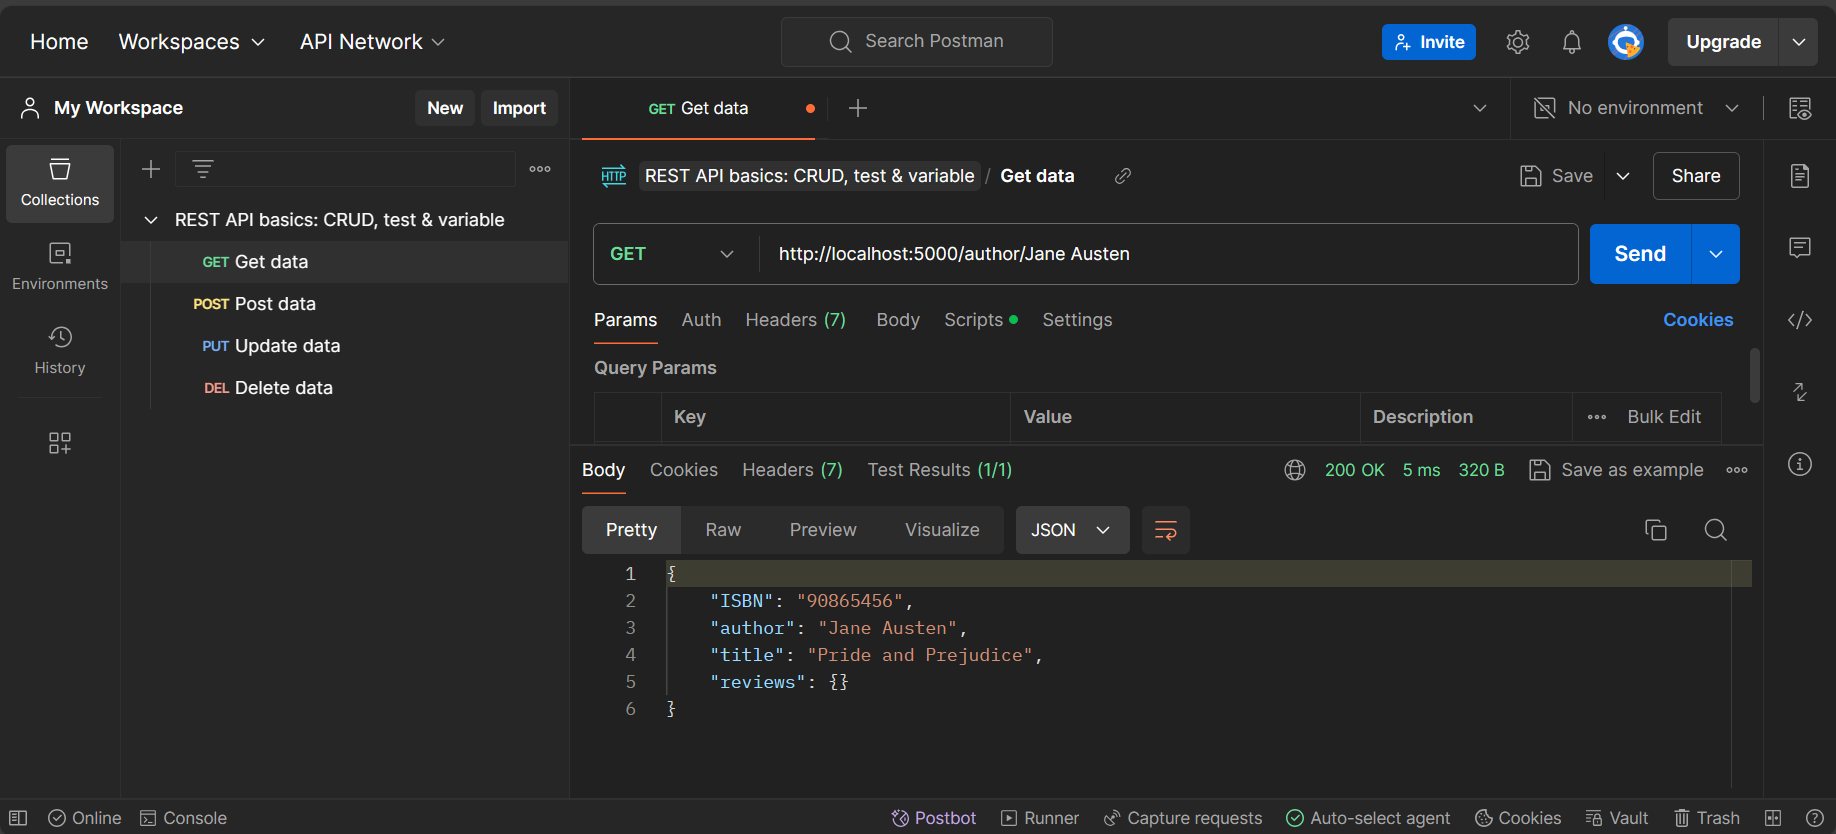 Home Workspaces API Network Search Postman Invite Upgrade
My Workspace New Import GET Get data No environment
Collections
Environments
History
REST API basics: CRUD, test & variable
GET Get data
POST Post data
PUT Update data
DEL Delete data
HTTP REST API basics: CRUD, test & variable / Get data Save Share
GET http://localhost:5000/author/Jane Austen Send
Params Auth Headers (7) Body Scripts Settings Cookies
Query Params
Key Value Description Bulk Edit
Body Cookies Headers (7) Test Results (1/1) 200 OK 5 ms 320 B Save as example
Pretty Raw Preview Visualize JSON
1 {
2 "ISBN": "90865456",
3 "author": "Jane Austen",
4 "title": "Pride and Prejudice",
5 "reviews": {}
6 }
Online Console Postbot Runner Capture requests Auto-select agent Cookies Vault Trash